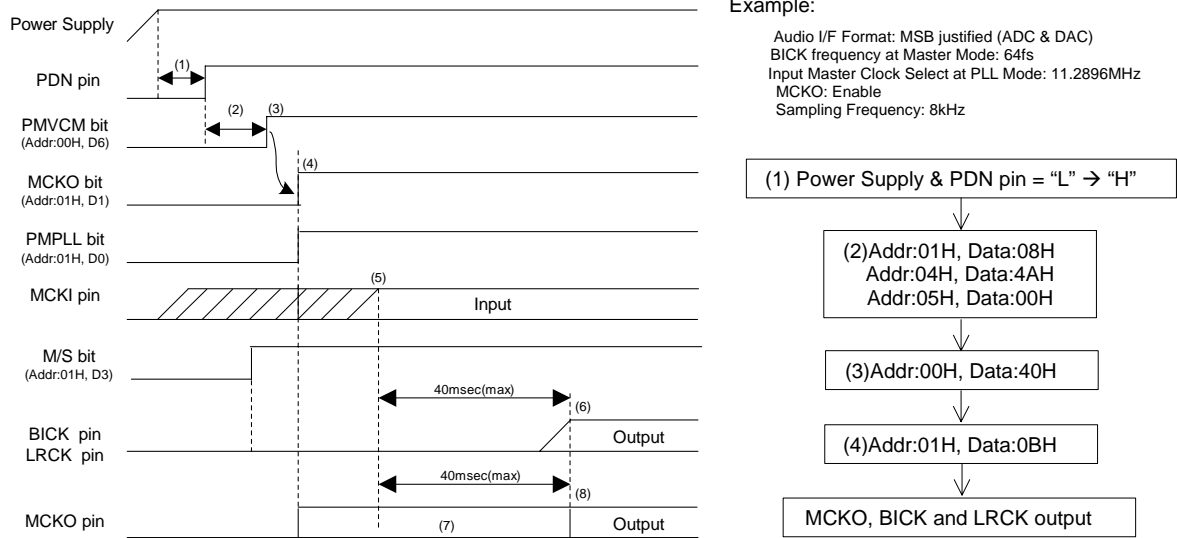 Power Supply
(1)
PDN pin
(2)
(3)
PMVCM bit
(Addr:00H, D6)
(4)
MCKO bit
(Addr:01H, D1)
PMPLL bit
(Addr:01H, D0)
(5)
MCKI pin
Input
M/S bit
(Addr:01H, D3)
40msec(max)
(6)
BICK pin
Output
LRCK pin
40msec(max)
(8)
MCKO pin
(7)
Output
Example:
Audio I/F Format: MSB justified (ADC & DAC)
BICK frequency at Master Mode: 64fs
Input Master Clock Select at PLL Mode: 11.2896MHz
MCKO: Enable
Sampling Frequency: 8kHz
(1) Power Supply & PDN pin = “L” → “H”
(2)Addr:01H, Data:08H
Addr:04H, Data:4AH
Addr:05H, Data:00H
(3)Addr:00H, Data:40H
(4)Addr:01H, Data:0BH
MCKO, BICK and LRCK output